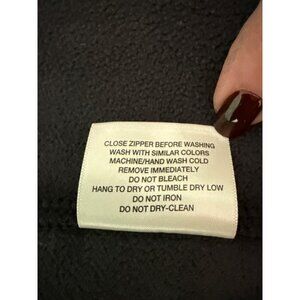 CLOSE ZIPPER BEFORE WASHING
WASH WITH SIMILAR COLORS
MACHINE/HAND WASH COLD
REMOVE IMMEDIATELY
DO NOT BLEACH
HANG TO DRY OR TUMBLE DRY LOW
DO NOT IRON
DO NOT DRY-CLEAN